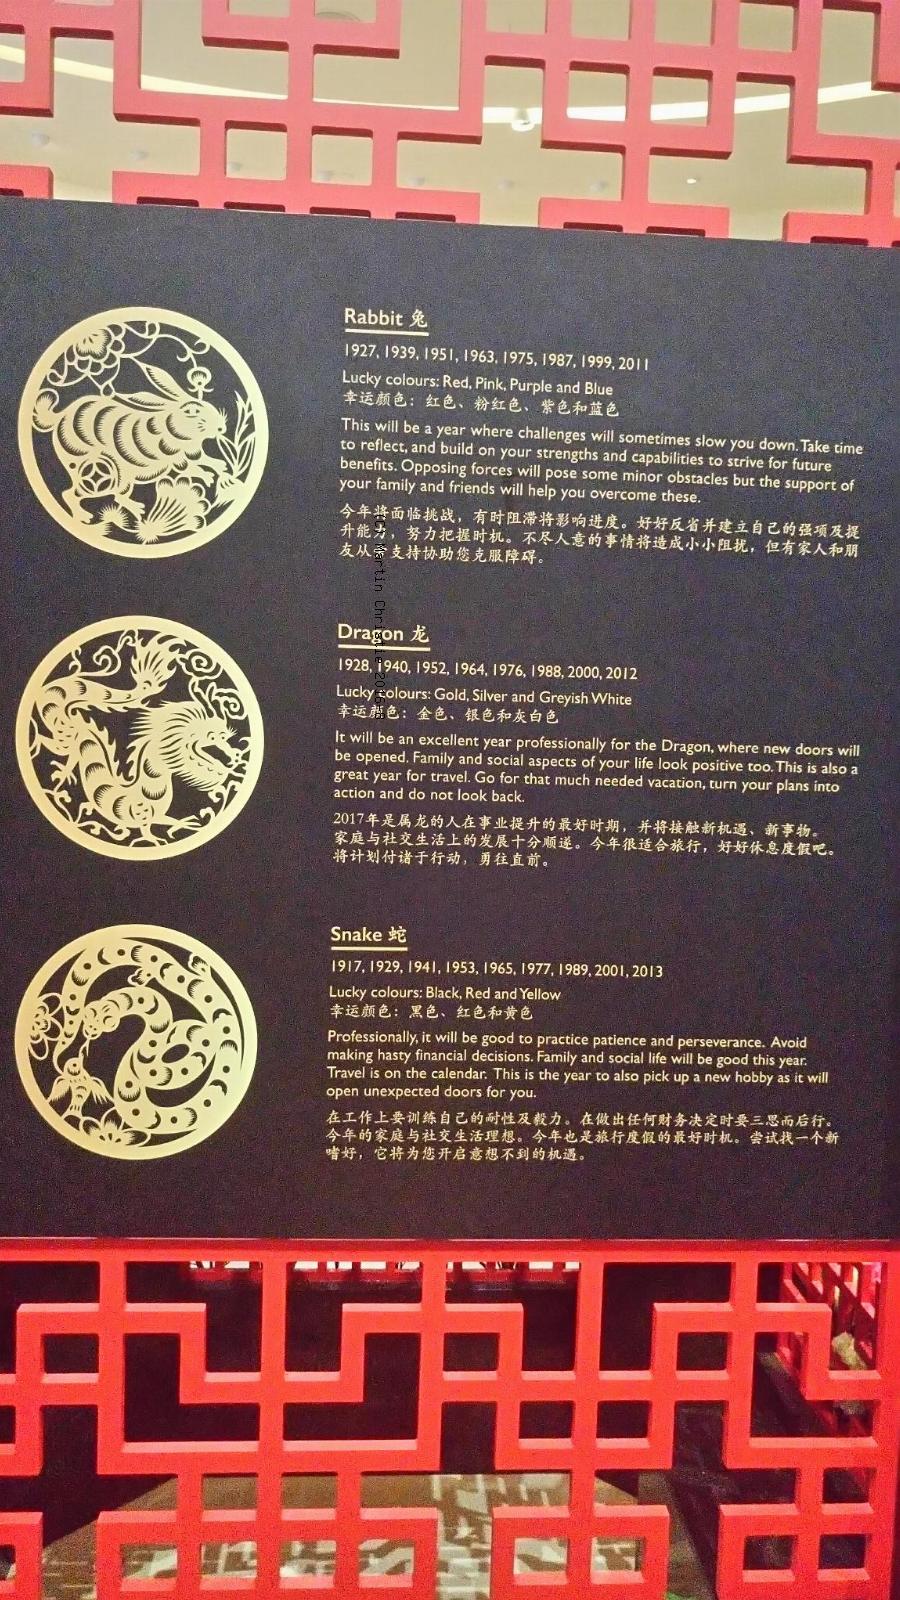 Rabbit 兔
1927, 1939, 1951, 1963, 1975, 1987, 1999, 2011
Lucky colours: Red, Pink, Purple and Blue
幸运颜色：红色、粉红色、紫色和蓝色
This will be a year where challenges will sometimes slow you down. Take time
to reflect, and build on your strengths and capabilities to strive for future
benefits. Opposing forces will pose some minor obstacles but the support of
your family and friends will help you overcome these.
今年将面临挑战，有时阻滞将影响进度。好好反省并建立自己的强项及提
升能力，努力把握时机。不尽人意的事情将造成小小阻扰，但有家人和朋
友从 支持协助您克服障碍。
Dragon 龙
1928, 1940, 1952, 1964, 1976, 1988, 2000, 2012
Lucky colours: Gold, Silver and Greyish White
幸运颜色：金色、银色和灰白色
It will be an excellent year professionally for the Dragon, where new doors will
be opened. Family and social aspects of your life look positive too. This is also a
great year for travel. Go for that much needed vacation, turn your plans into
action and do not look back.
2017年是属龙的人在事业提升的最好时期，并将接触新机遇、新事物。
家庭与社交生活上的发展十分顺遂。今年很适合旅行，好好休息度假吧。
将计划付诸于行动，勇往直前。
Snake 蛇
1917, 1929, 1941, 1953, 1965, 1977, 1989, 2001, 2013
Lucky colours: Black, Red and Yellow
幸运颜色：黑色、红色和黄色
Professionally, it will be good to practice patience and perseverance. Avoid
making hasty financial decisions. Family and social life will be good this year.
Travel is on the calendar. This is the year to also pick up a new hobby as it will
open unexpected doors for you.
在工作上要训练自己的耐性及毅力。在做出任何财务决定时要三思而后行。
今年的家庭与社交生活理想。今年也是旅行度假的最好时机。尝试找一个新
嗜好，它将为您开启意想不到的机遇。
Martin